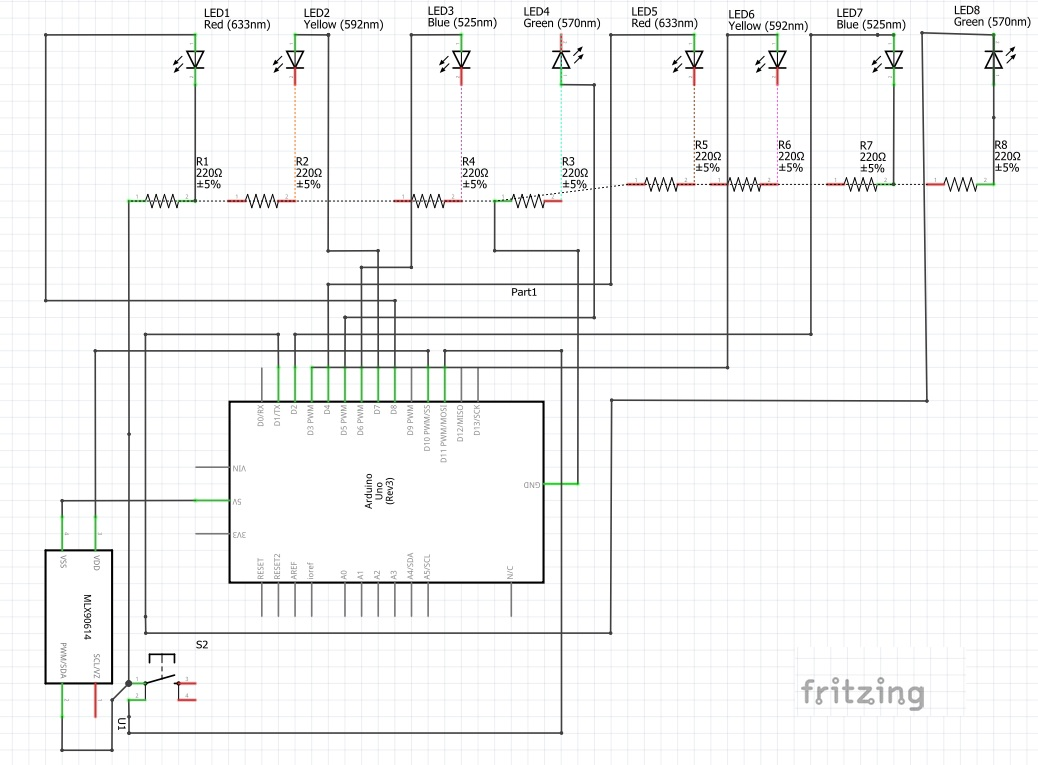 LED1
Red (633nm)
LED2
Yellow (592nm)
LED3
Blue (525nm)
LED4
Green (570nm)
LED5
Red (633nm)
LED6
Yellow (592nm)
LED7
Blue (525nm)
LED8
Green (570nm)
R1
220Ω
±5%
R2
220Ω
±5%
R4
220Ω
±5%
R3
220Ω
±5%
R5
220Ω
±5%
R6
220Ω
±5%
R7
220Ω
±5%
R8
220Ω
±5%
Part1
D0/RX
D1/TX
D2
D3 PWM
D4
D5 PWM
D6 PWM
D7
D8
D9 PWM
D10 PWM/SS
D11 PWM/MOSI
D12/MISO
D13/SCK
VIN
5V
3V3
Arduino
Uno
(Rev3)
GND
RESET
RESET2
AREF
ioref
A0
A1
A2
A3
A4/SDA
A5/SCL
N/C
VSS
VDD
MLX90614
PWM/SDA
SCL/VZ
S2
U1
fritzing